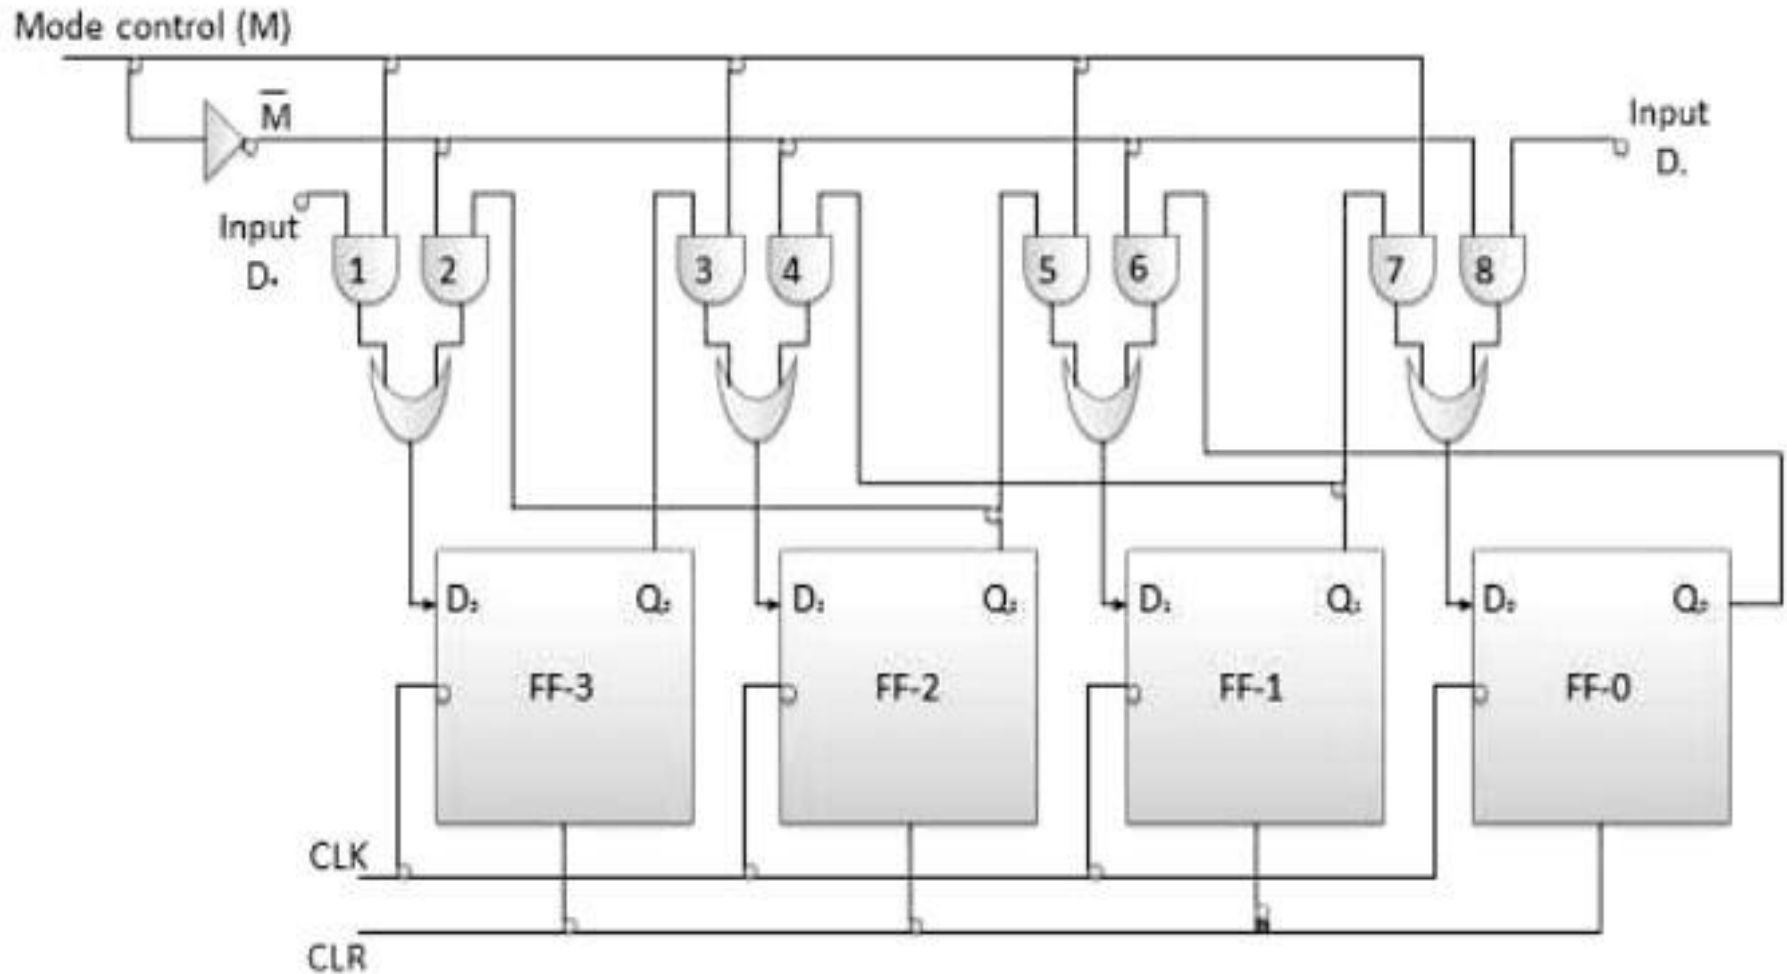 Mode control (M)
M
Input
D
Input
D
1
2
3
4
5
6
7
8
D
Q
D
Q
D
Q
D
Q
FF-3
FF-2
FF-1
FF-0
CLK
CLR